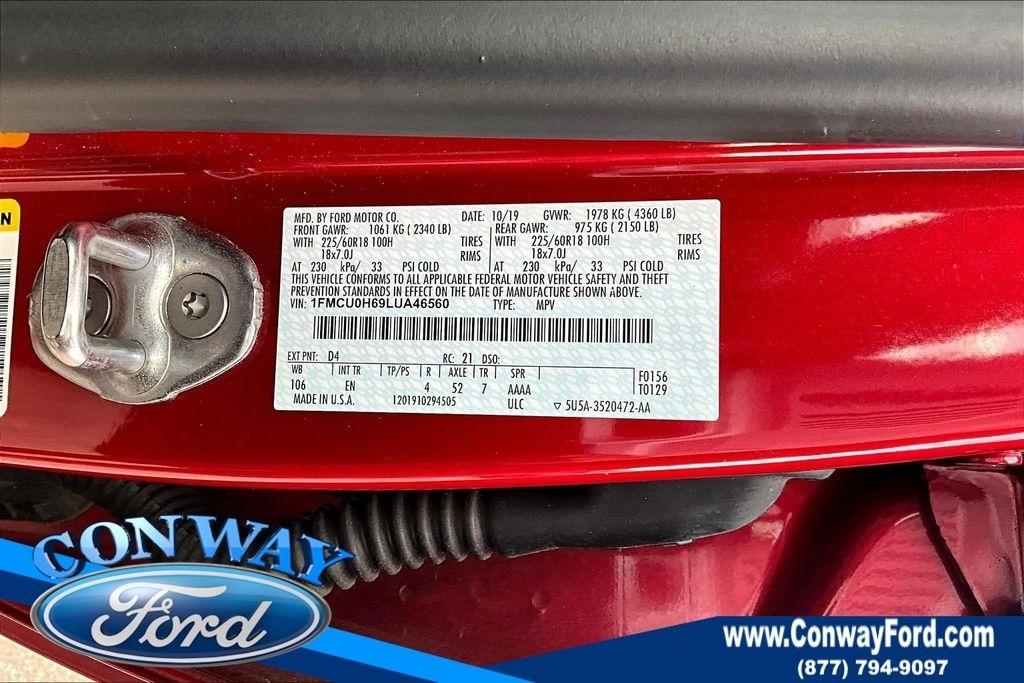 MFD. BY FORD MOTOR CO. DATE: 10/19 GVWR: 1978 KG ( 4360 LB)
FRONT GAWR: 1061 KG ( 2340 LB) REAR GAWR: 975 KG ( 2150 LB)
WITH 225/60R18 100H TIRES WITH 225/60R18 100H TIRES
18x7.0J RIMS 18x7.0J RIMS
AT 230 kPa/ 33 PSI COLD AT 230 kPa/ 33 PSI COLD
THIS VEHICLE CONFORMS TO ALL APPLICABLE FEDERAL MOTOR VEHICLE SAFETY AND THEFT
PREVENTION STANDARDS IN EFFECT ON THE DATE OF MANUFACTURE SHOWN ABOVE.
VIN: 1FMCU0H69LUA46560 TYPE: MPV
EXT PNT: D4 RC: 21 DSO:
WB INT TR TP/PS R AXLE TR SPR F0156
106 EN 4 52 7 AAAA T0129
MADE IN U.S.A. 1201910294505 ULC ▽ 5U5A-3520472-AA
CONWAY
Ford
www.ConwayFord.com
(877) 794-9097